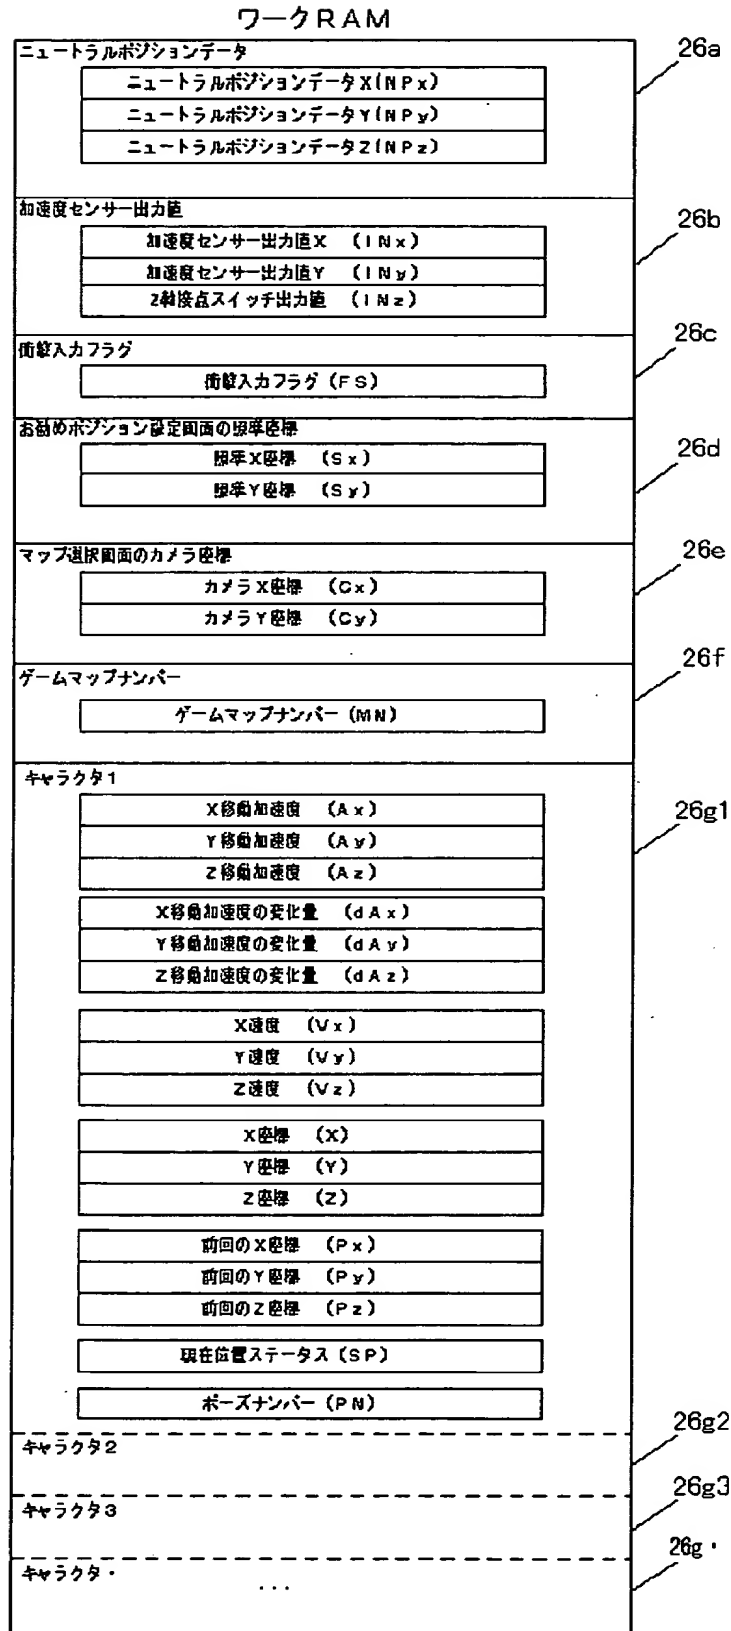 ワークRAM
ニュートラルポジションデータ
26a
ニュートラルポジションデータX(NPx)
ニュートラルポジションデータY(NPy)
ニュートラルポジションデータZ(NPz)
加速度センサー出力値
26b
加速度センサー出力値X (INx)
加速度センサー出力値Y (INy)
Z軸接点スイッチ出力値 (INz)
26c
衝撃入力フラグ
衝撃入力フラグ(FS)
お勧めポジション設定画面の照準座標
26d
照準X座標 (Sx)
照準Y座標 (Sy)
マップ選択画面のカメラ座標
26e
カメラX座標 (Cx)
カメラY座標 (Cy)
26f
ゲームマップナンバー
ゲームマップナンバー(MN)
キャラクタ1
26g1
X移動加速度 (Ax)
Y移動加速度 (Ay)
Z移動加速度 (Az)
X移動加速度の変化量 (dAx)
Y移動加速度の変化量 (dAy)
Z移動加速度の変化量 (dAz)
X速度 (Vx)
Y速度 (Vy)
Z速度 (Vz)
X座標 (X)
Y座標 (Y)
Z座標 (Z)
前回のX座標 (Px)
前回のY座標 (Py)
前回のZ座標 (Pz)
現在位置ステータス(SP)
ポーズナンバー(PN)
26g2
キャラクタ2
26g3
キャラクタ3
26g・
キャラクタ・
...